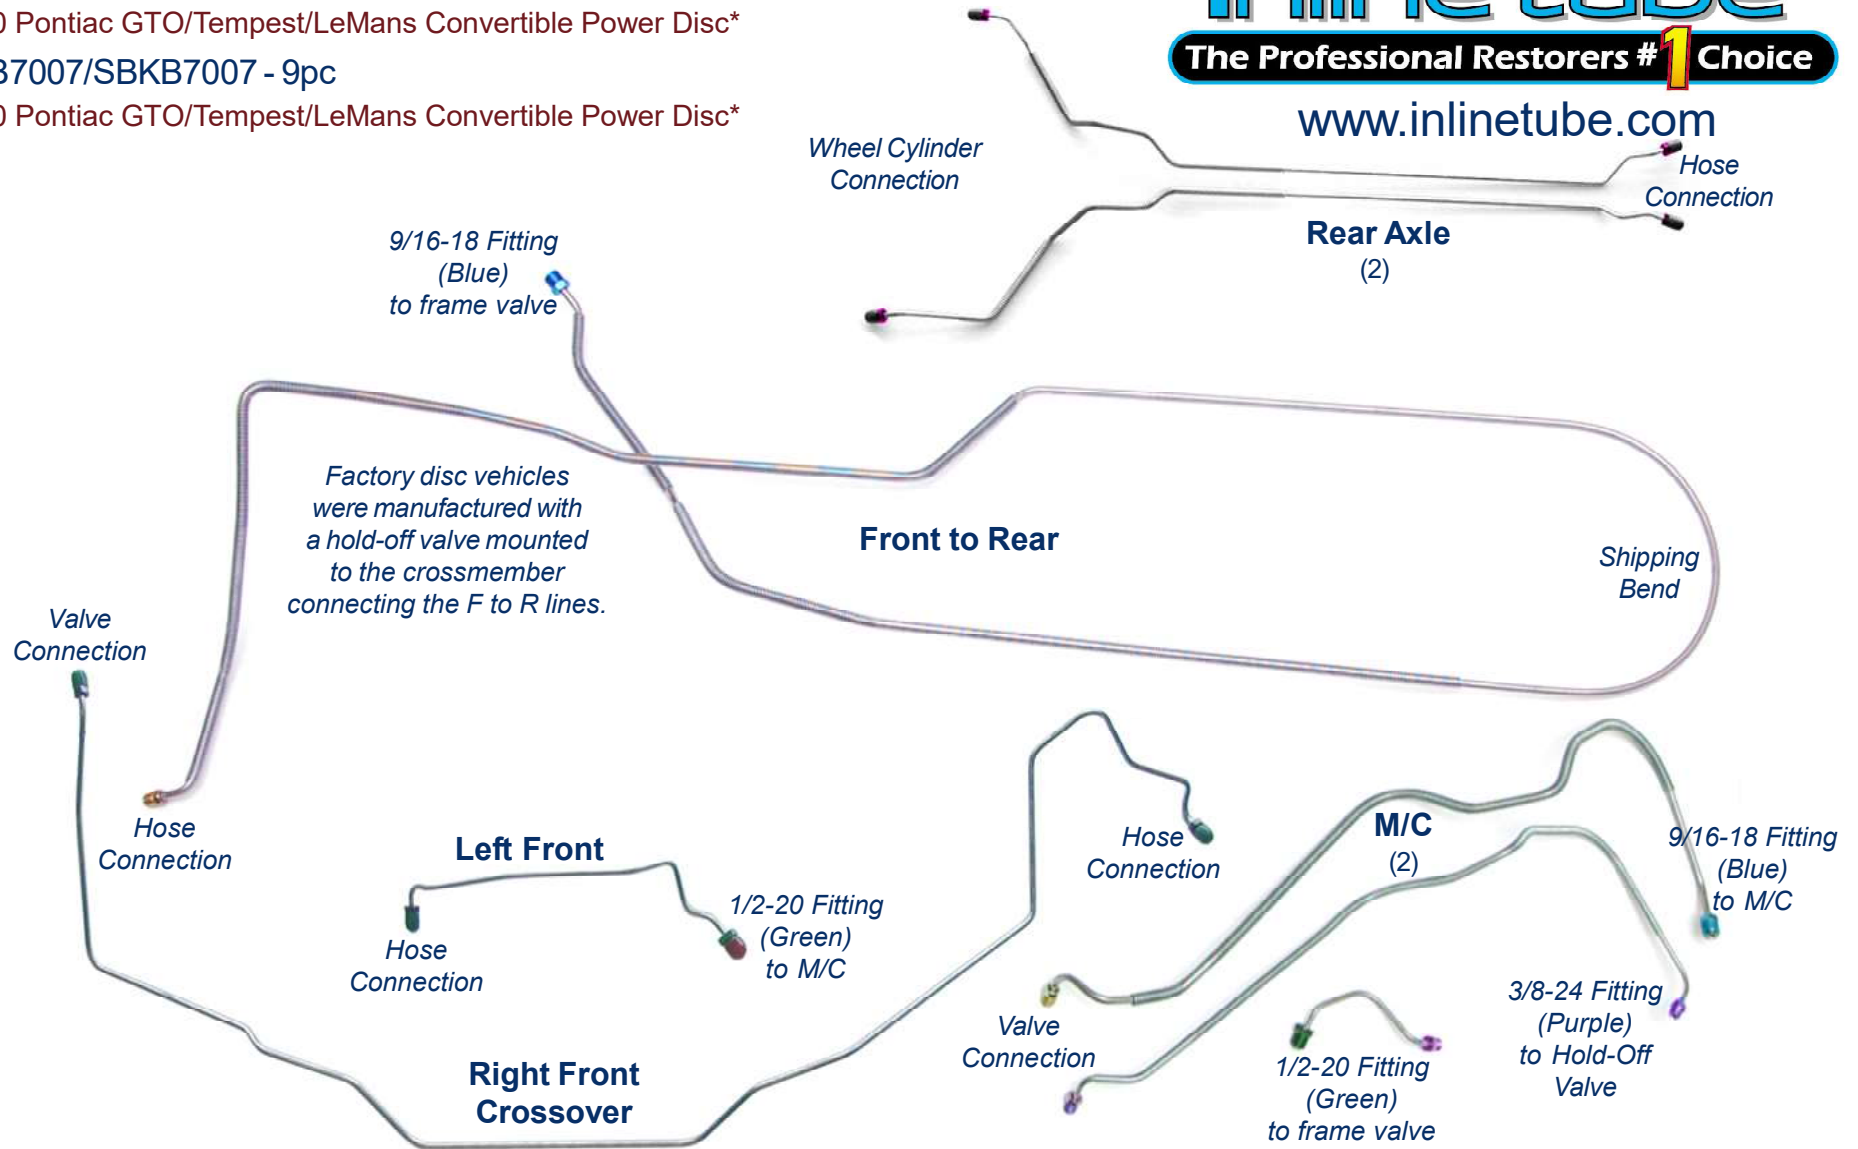 0 Pontiac GTO/Tempest/LeMans Convertible Power Disc*
B7007/SBKB7007 - 9pc
0 Pontiac GTO/Tempest/LeMans Convertible Power Disc*
inline tube
The Professional Restorers #1 Choice
www.inlinetube.com
Wheel Cylinder
Connection
Hose
Connection
Rear Axle
(2)
9/16-18 Fitting
(Blue)
to frame valve
Factory disc vehicles
were manufactured with
a hold-off valve mounted
to the crossmember
connecting the F to R lines.
Front to Rear
Shipping
Bend
Valve
Connection
Hose
Connection
Left Front
Hose
Connection
1/2-20 Fitting
(Green)
to M/C
Right Front
Crossover
Hose
Connection
M/C
(2)
9/16-18 Fitting
(Blue)
to M/C
Valve
Connection
1/2-20 Fitting
(Green)
to frame valve
3/8-24 Fitting
(Purple)
to Hold-Off
Valve